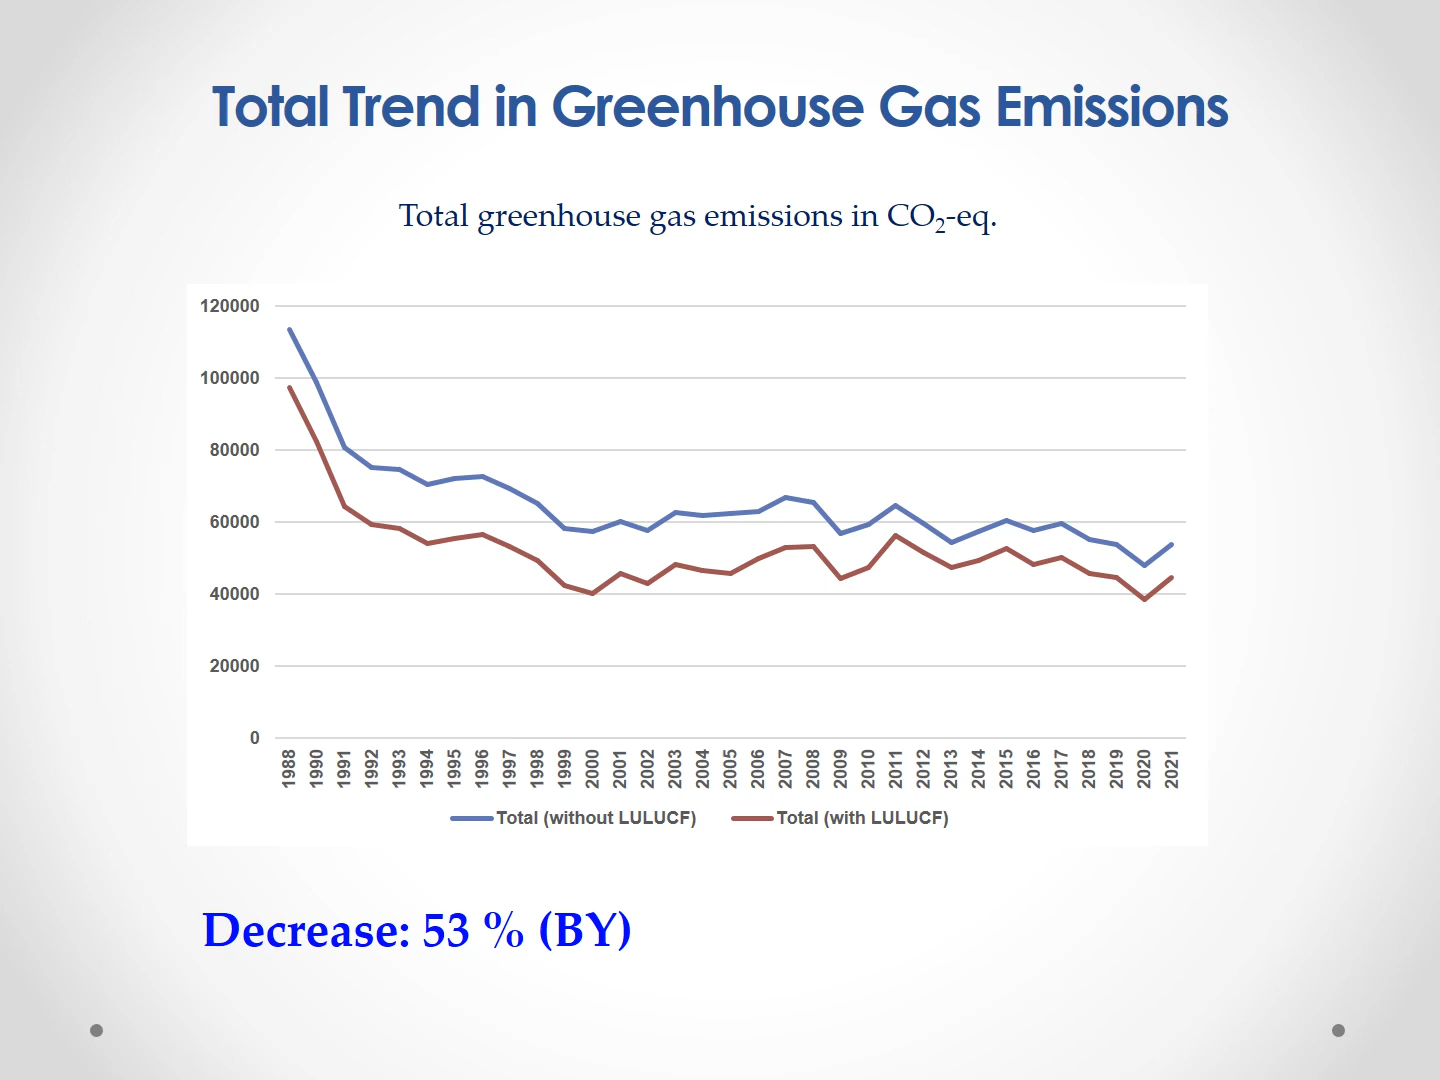 Total Trend in Greenhouse Gas Emissions
Total greenhouse gas emissions in CO₂-eq.
120000
100000
80000
60000
40000
20000
0
1988 1990 1991 1992 1993 1994 1995 1996 1997 1998 1999 2000 2001 2002 2003 2004 2005 2006 2007 2008 2009 2010 2011 2012 2013 2014 2015 2016 2017 2018 2019 2020 2021
Total (without LULUCF) Total (with LULUCF)
Decrease: 53 % (BY)